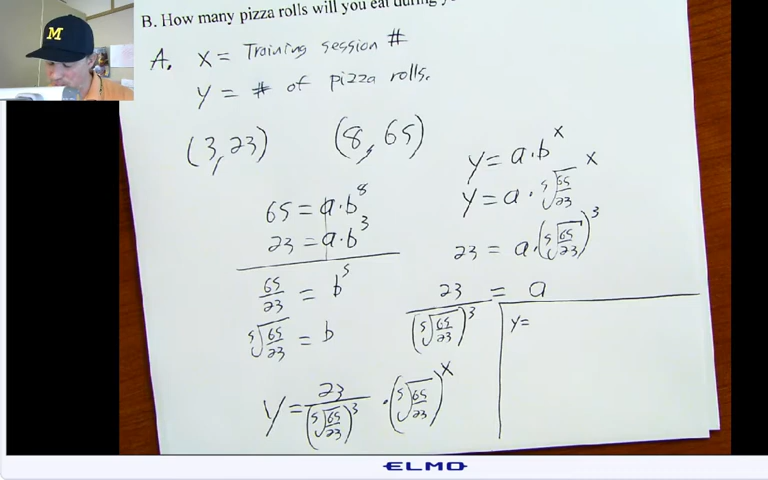 B. How many pizza rolls will you eat during
A. x = Training session #
y = # of pizza rolls.
(3,23) (8,65)
y = a·b^x
y = a·⁵√(65/23)^x
65 = a·b^8
23 = a·b^3
23 = a·(⁵√(65/23))^3
65/23 = b^5
23/(⁵√(65/23))^3 = a
⁵√(65/23) = b
y=
y = 23/(⁵√(65/23))^3 ·(⁵√(65/23))^x
M
ELMO